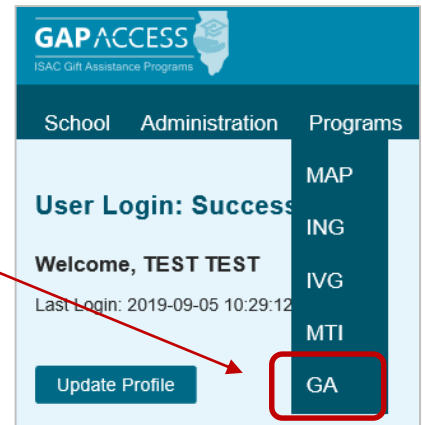 GAPACCESS
ISAC Gift Assistance Programs
School Administration Programs
MAP
ING
IVG
MTI
GA
User Login: Success
Welcome, TEST TEST
Last Login: 2019-09-05 10:29:12
Update Profile